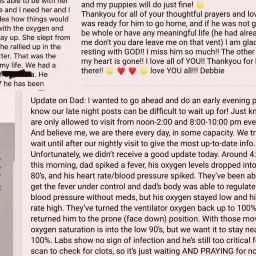 s able to be with her
e and I need her and I
dea how things would
with the oxygen and
ay up. She slept from
he rallied up in the
tter. That was the
my life. We had a
a. He
he has been
and my puppies will do just fine! 🙂
Thankyou for all of your thoughtful prayers and lov
was ready for him to go home, and if he was not g
be whole or have any meaningful life (he had alrea
me don't you dare leave me on that vent) I am glad
resting with GOD!! I miss him so much!! The other
my heart is gone!! I love all of YOU!! Thankyou for b
there!! 🙂 ❤️ ❤️ 🙂 love YOU all!!! Debbie
Update on Dad: I wanted to go ahead and do an early evening p
know our late night posts can be difficult to wait up for! Just kn
are only allowed to visit from noon-2:00 and 8:00-10:00 pm eve
And believe me, we are there every day, in some capacity. We tr
wait until after our nightly visit to give the most up-to-date info.
Unfortunately, we didn't receive a good update today. Around 4:
this morning, dad spiked a fever, his oxygen levels dropped into
80's, and his heart rate/blood pressure spiked. They've been ab
get the fever under control and dad's body was able to regulate
blood pressure without meds, but his oxygen stayed low and hi
rate high. They've turned the ventilator oxygen back up to 100%
returned him to the prone (face down) position. With those mov
oxygen saturation is into the low 90's, but we want it to stay nea
100%. Labs show no sign of infection and he's still too critical fo
scan to check for clots, so it's just waiting AND PRAYING for no